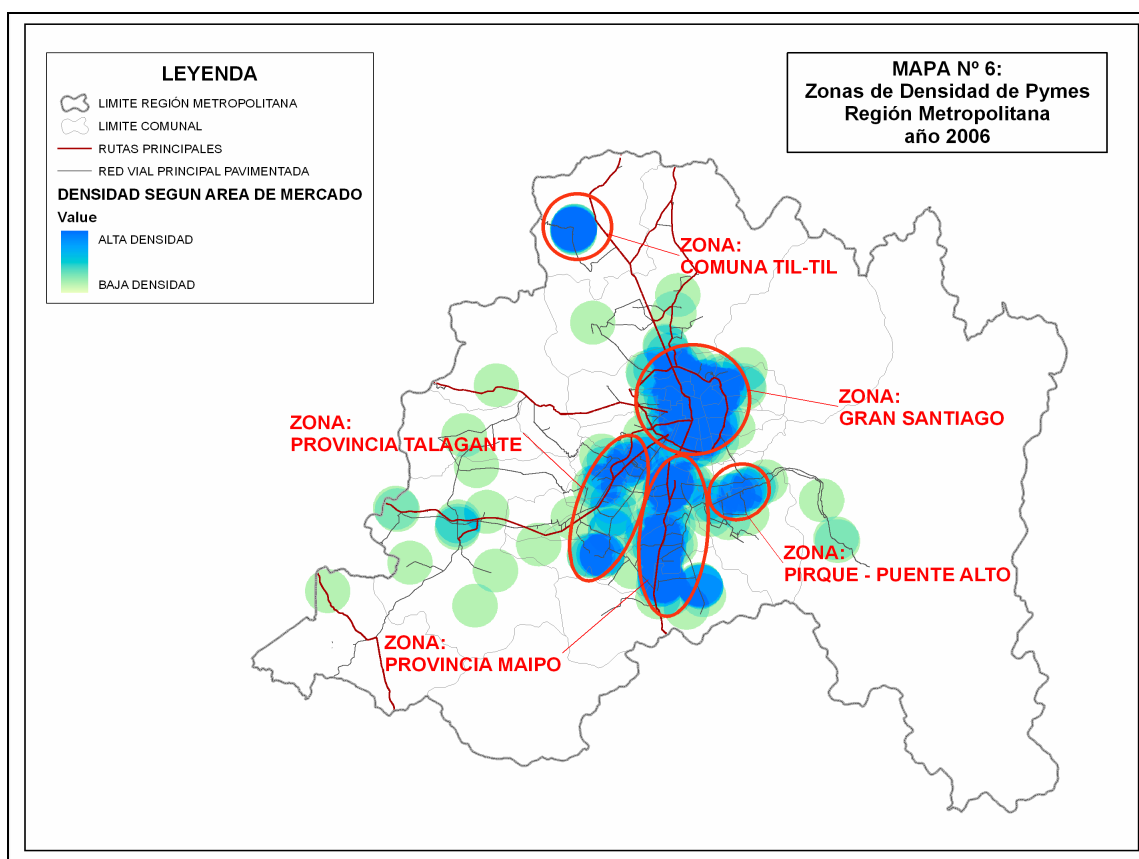 LEYENDA
LIMITE REGIÓN METROPOLITANA
LIMITE COMUNAL
RUTAS PRINCIPALES
RED VIAL PRINCIPAL PAVIMENTADA
DENSIDAD SEGUN AREA DE MERCADO
Value
ALTA DENSIDAD
BAJA DENSIDAD
MAPA Nº 6:
Zonas de Densidad de Pymes
Región Metropolitana
año 2006
ZONA:
COMUNA TIL-TIL
ZONA:
GRAN SANTIAGO
ZONA:
PROVINCIA TALAGANTE
ZONA:
PIRQUE - PUENTE ALTO
ZONA:
PROVINCIA MAIPO